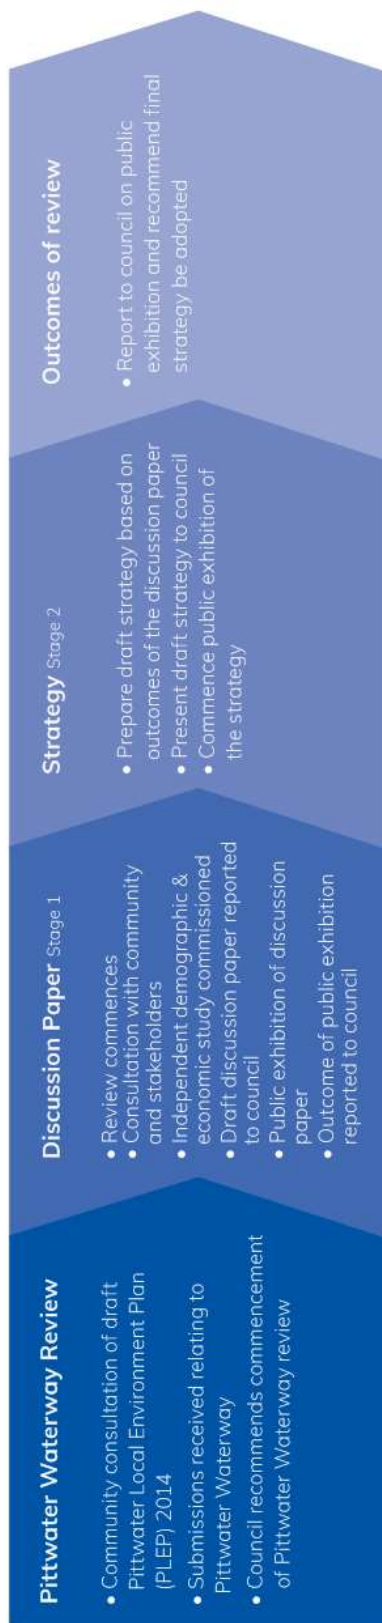 Pittwater Waterway Review
• Community consultation of draft
Pittwater Local Environment Plan
(PLEP) 2014
• Submissions received relating to
Pittwater Waterway
• Council recommends commencement
of Pittwater Waterway review
Discussion Paper Stage 1
• Review commences
• Consultation with community
and stakeholders
• Independent demographic &
economic study commissioned
• Draft discussion paper reported
to council
• Public exhibition of discussion
paper
• Outcome of public exhibition
reported to council
Strategy Stage 2
• Prepare draft strategy based on
outcomes of the discussion paper
• Present draft strategy to council
• Commence public exhibition of
the strategy
Outcomes of review
• Report to council on public
exhibition and recommend final
strategy be adopted